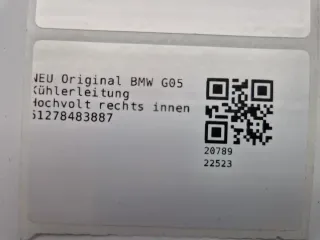 NEU Original BMW G05
Kühlerleitung
Hochvolt rechts innen
61278483887
20789
22523